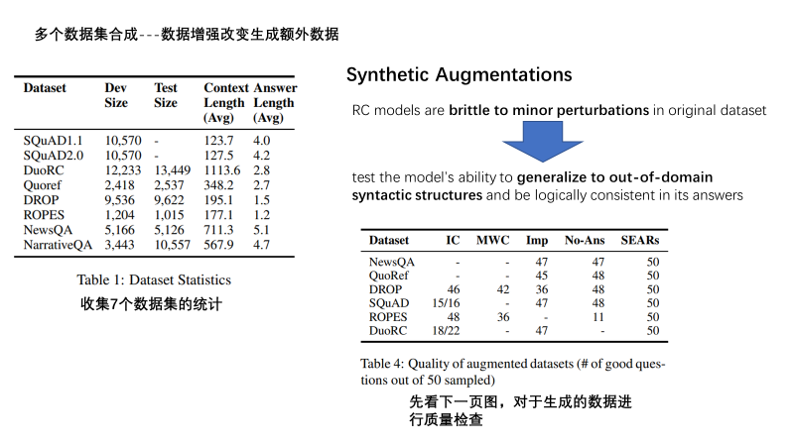 多个数据集合成---数据增强改变生成额外数据
Dataset Dev Size Test Size Context Length (Avg) Answer Length (Avg)
SQuAD1.1 10,570 - 123.7 4.0
SQuAD2.0 10,570 - 127.5 4.2
DuoRC 12,233 13,449 1113.6 2.8
Quoref 2,418 2,537 348.2 2.7
DROP 9,536 9,622 195.1 1.5
ROPES 1,204 1,015 177.1 1.2
NewsQA 5,166 5,126 711.3 5.1
NarrativeQA 3,443 10,557 567.9 4.7
Table 1: Dataset Statistics
收集7个数据集的统计
Synthetic Augmentations
RC models are brittle to minor perturbations in original dataset
test the model's ability to generalize to out-of-domain
syntactic structures and be logically consistent in its answers
Dataset IC MWC Imp No-Ans SEARs
NewsQA - - 47 47 50
QuoRef - - 45 48 50
DROP 46 42 36 48 50
SQuAD 15/16 - 47 48 50
ROPES 48 36 - 11 50
DuoRC 18/22 - 47 - 50
Table 4: Quality of augmented datasets (# of good ques-
tions out of 50 sampled)
先看下一页图，对于生成的数据进
行质量检查